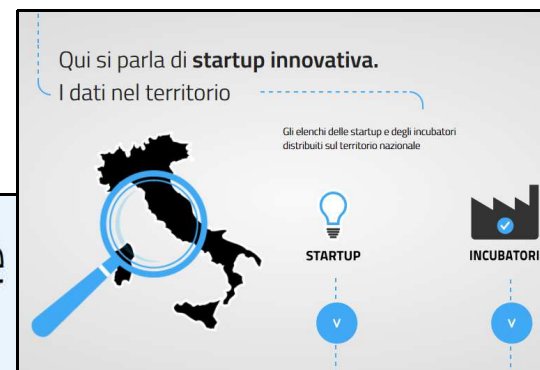 Qui si parla di startup innovativa.
I dati nel territorio
Gli elenchi delle startup e degli incubatori
distribuiti sul territorio nazionale
STARTUP
INCUBATORI
e